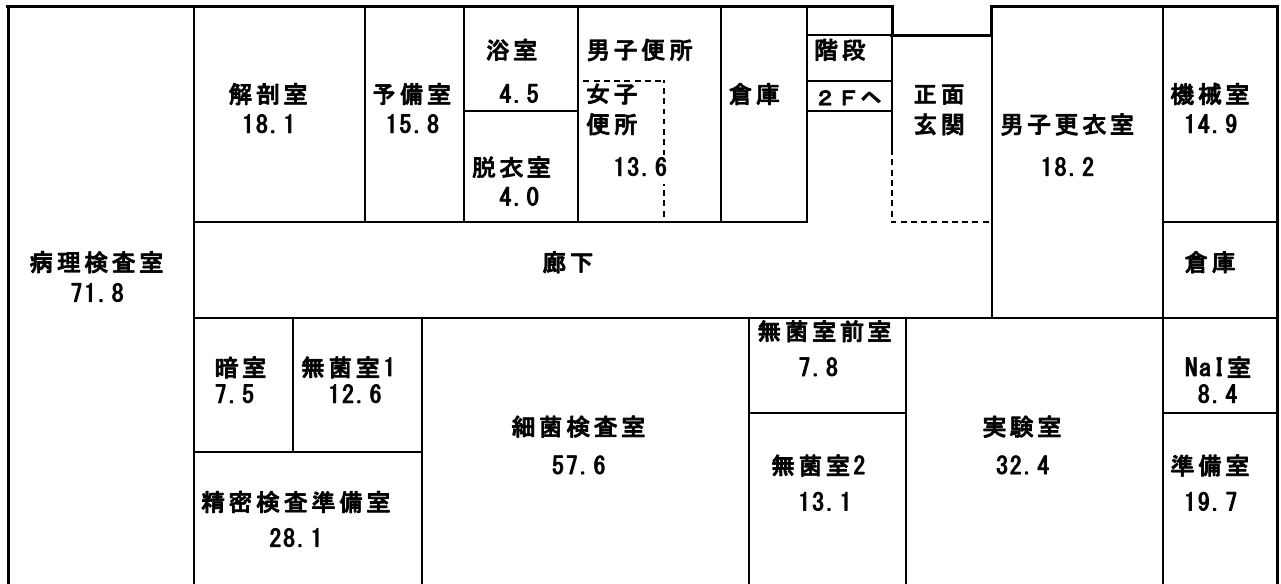 病理検査室
71.8
解剖室
18.1
予備室
15.8
浴室
4.5
脱衣室
4.0
男子便所
女子
便所
13.6
倉庫
階段
2Fへ
正面
玄関
男子更衣室
18.2
機械室
14.9
廊下
倉庫
暗室
7.5
無菌室1
12.6
精密検査準備室
28.1
細菌検査室
57.6
無菌室前室
7.8
無菌室2
13.1
実験室
32.4
NaI室
8.4
準備室
19.7